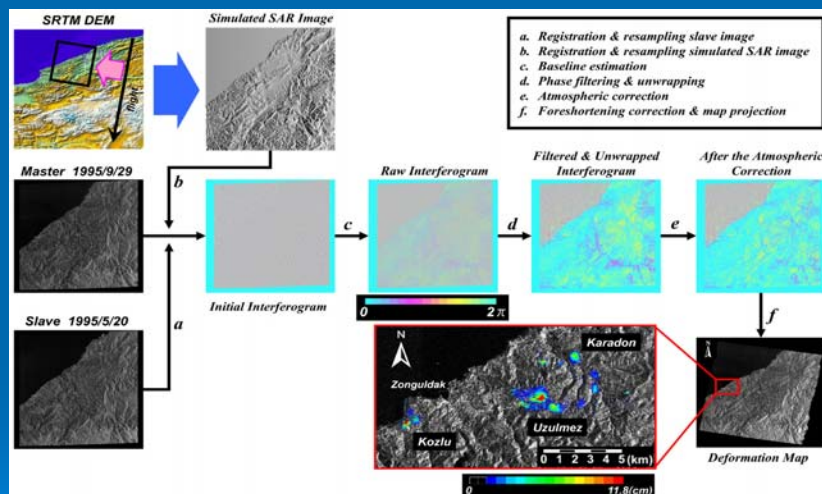 SRTM DEM
Simulated SAR Image
flight
a. Registration & resampling slave image
b. Registration & resampling simulated SAR image
c. Baseline estimation
d. Phase filtering & unwrapping
e. Atmospheric correction
f. Foreshortening correction & map projection
Master 1995/9/29
b
Raw Interferogram
Filtered & Unwrapped
Interferogram
After the Atmospheric
Correction
c
d
e
a
Initial Interferogram
0 2π
f
Slave 1995/5/20
N
Karadon
Zonguldak
Kozlu
Uzulmez
0 1 2 3 4 5 (km)
N
Deformation Map
0 11.8(cm)